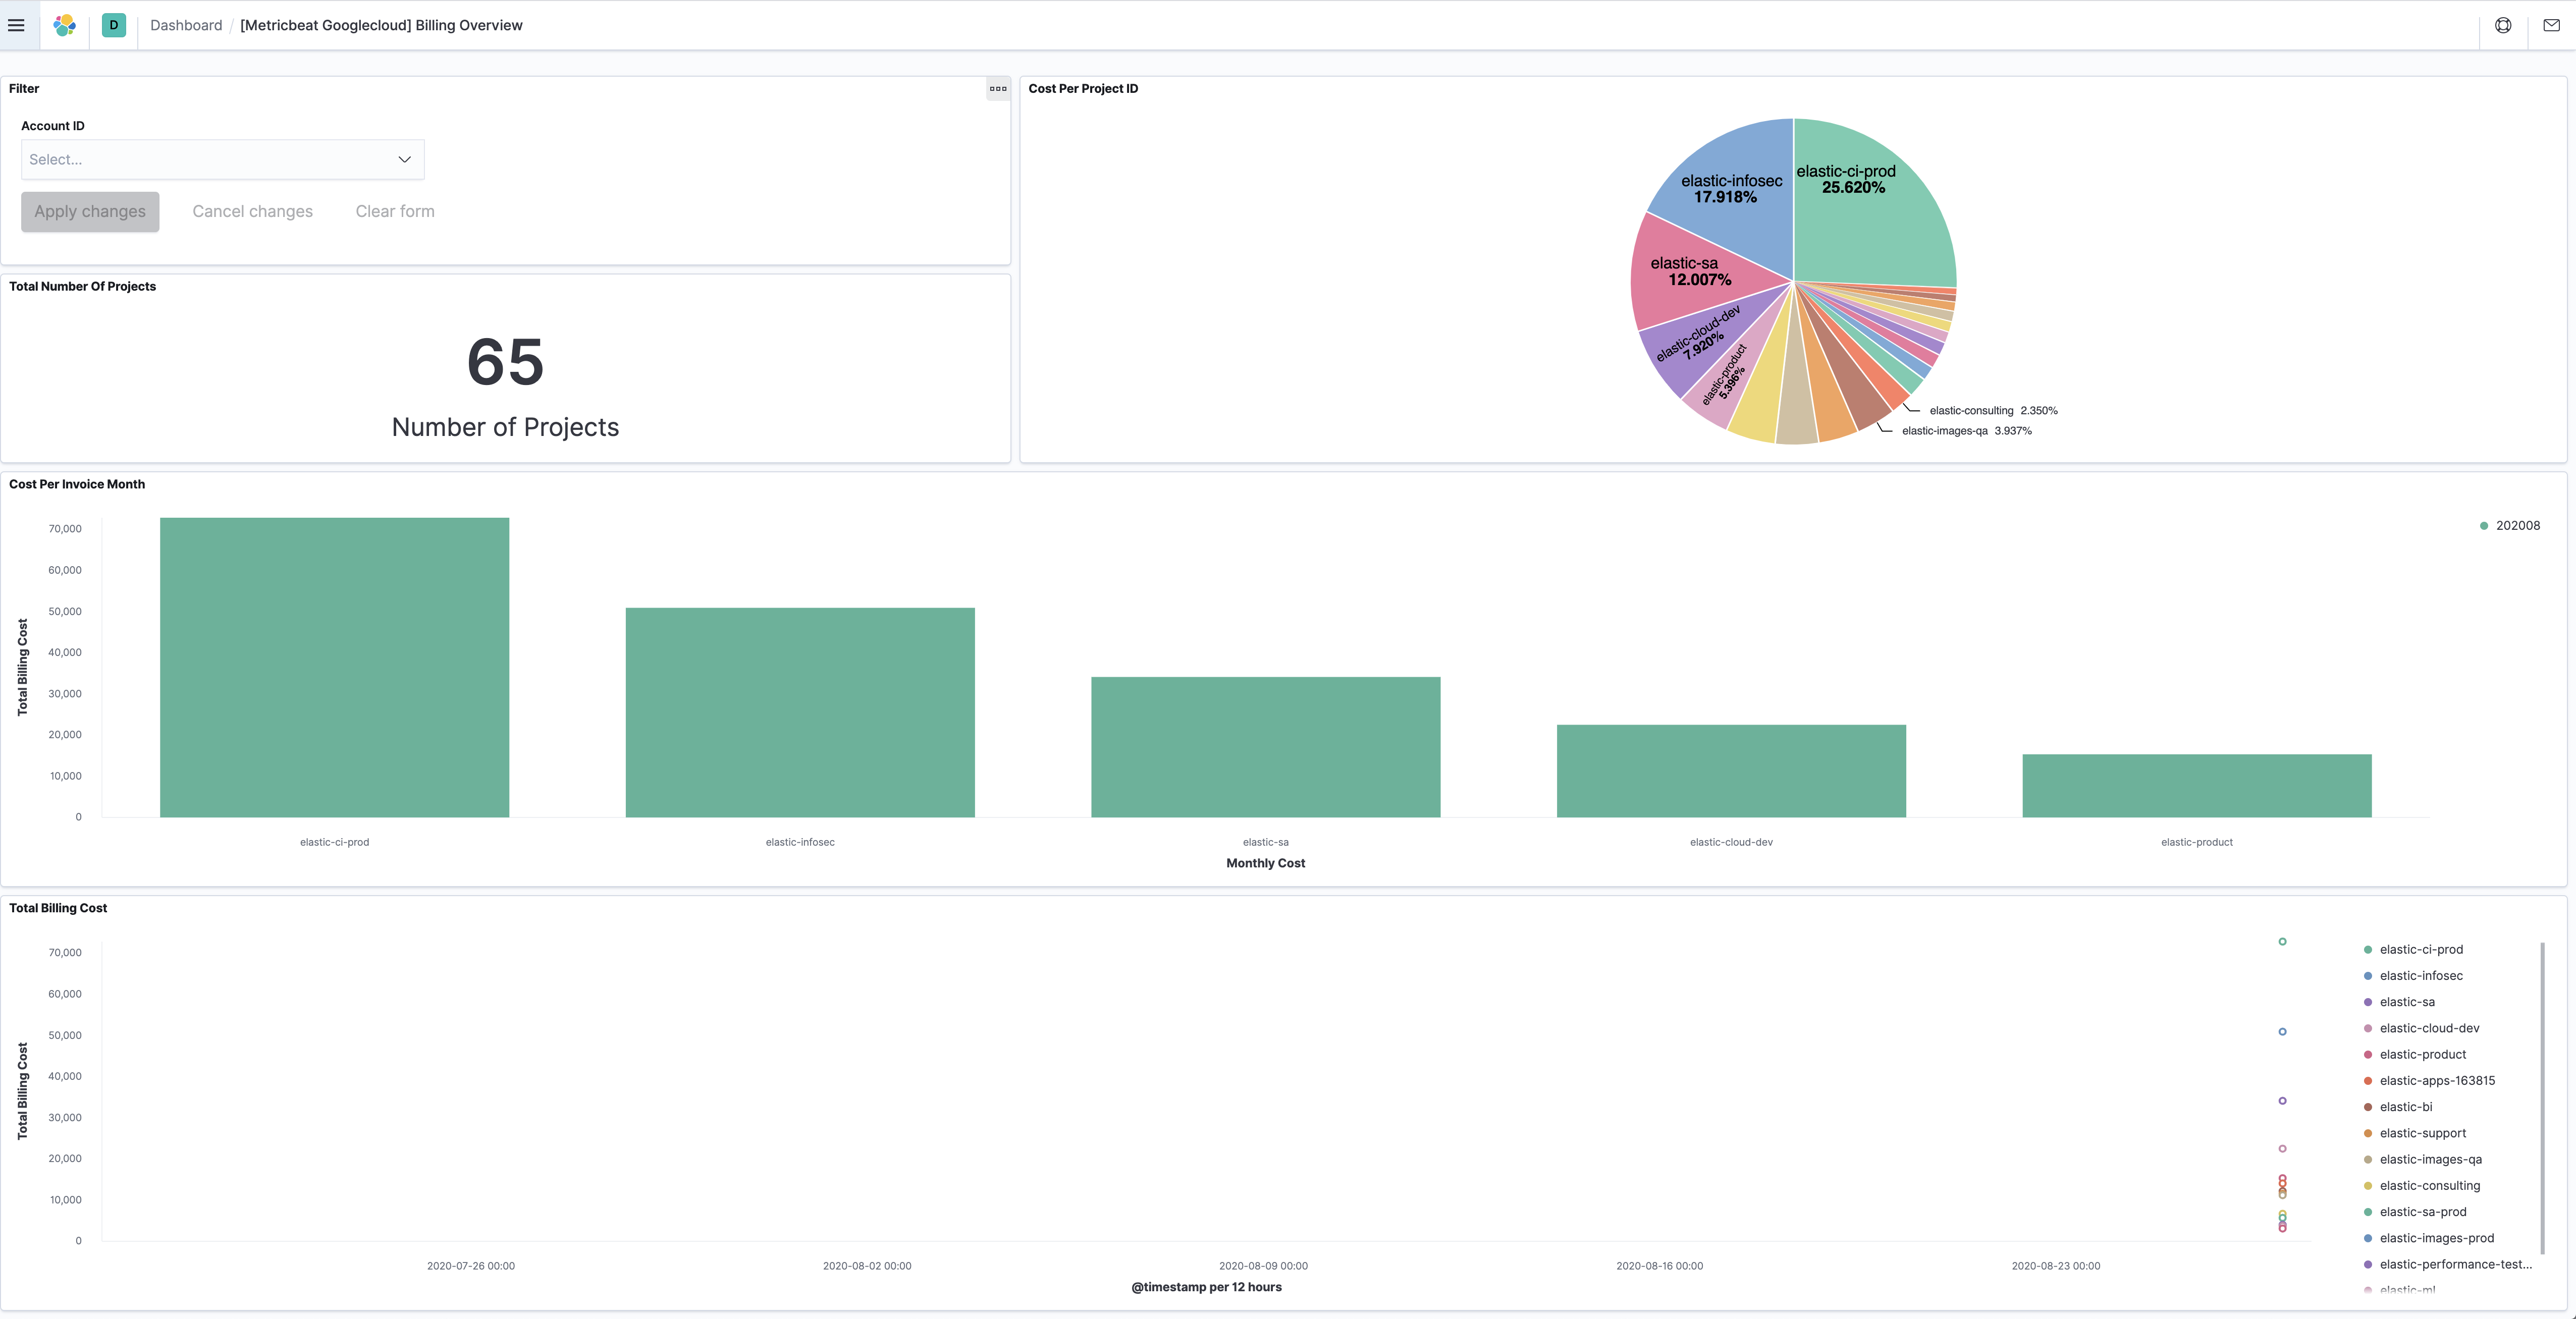 D Dashboard / [Metricbeat Googlecloud] Billing Overview
Filter
Account ID
Select...
Apply changes Cancel changes Clear form
Total Number Of Projects
65
Number of Projects
Cost Per Project ID
elastic-ci-prod
25.620%
elastic-infosec
17.918%
elastic-sa
12.007%
elastic-cloud-dev
7.920%
elastic-product
5.396%
elastic-consulting 2.350%
elastic-images-qa 3.937%
Cost Per Invoice Month
Total Billing Cost
70,000
60,000
50,000
40,000
30,000
20,000
10,000
0
elastic-ci-prod elastic-infosec elastic-sa elastic-cloud-dev elastic-product
Monthly Cost
202008
Total Billing Cost
Total Billing Cost
70,000
60,000
50,000
40,000
30,000
20,000
10,000
0
2020-07-26 00:00 2020-08-02 00:00 2020-08-09 00:00 2020-08-16 00:00 2020-08-23 00:00
@timestamp per 12 hours
elastic-ci-prod
elastic-infosec
elastic-sa
elastic-cloud-dev
elastic-product
elastic-apps-163815
elastic-bi
elastic-support
elastic-images-qa
elastic-consulting
elastic-sa-prod
elastic-images-prod
elastic-performance-test...
elastic-ml